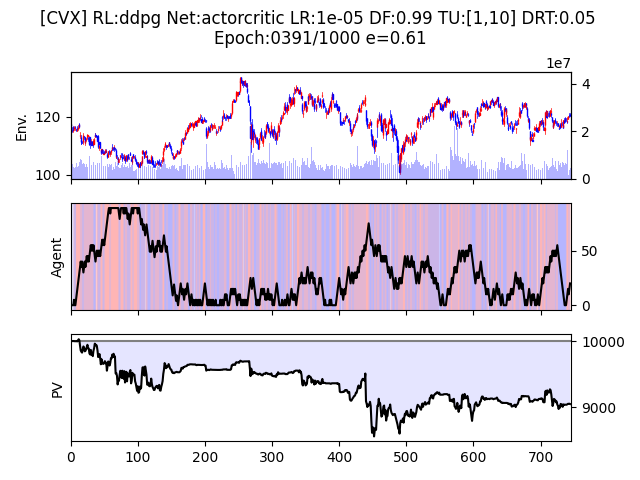 [CVX] RL:ddpg Net:actorcritic LR:1e-05 DF:0.99 TU:[1,10] DRT:0.05
Epoch:0391/1000 e=0.61
1e7
Env.
120
100
4
2
0
Agent
50
0
PV
10000
9000
0 100 200 300 400 500 600 700